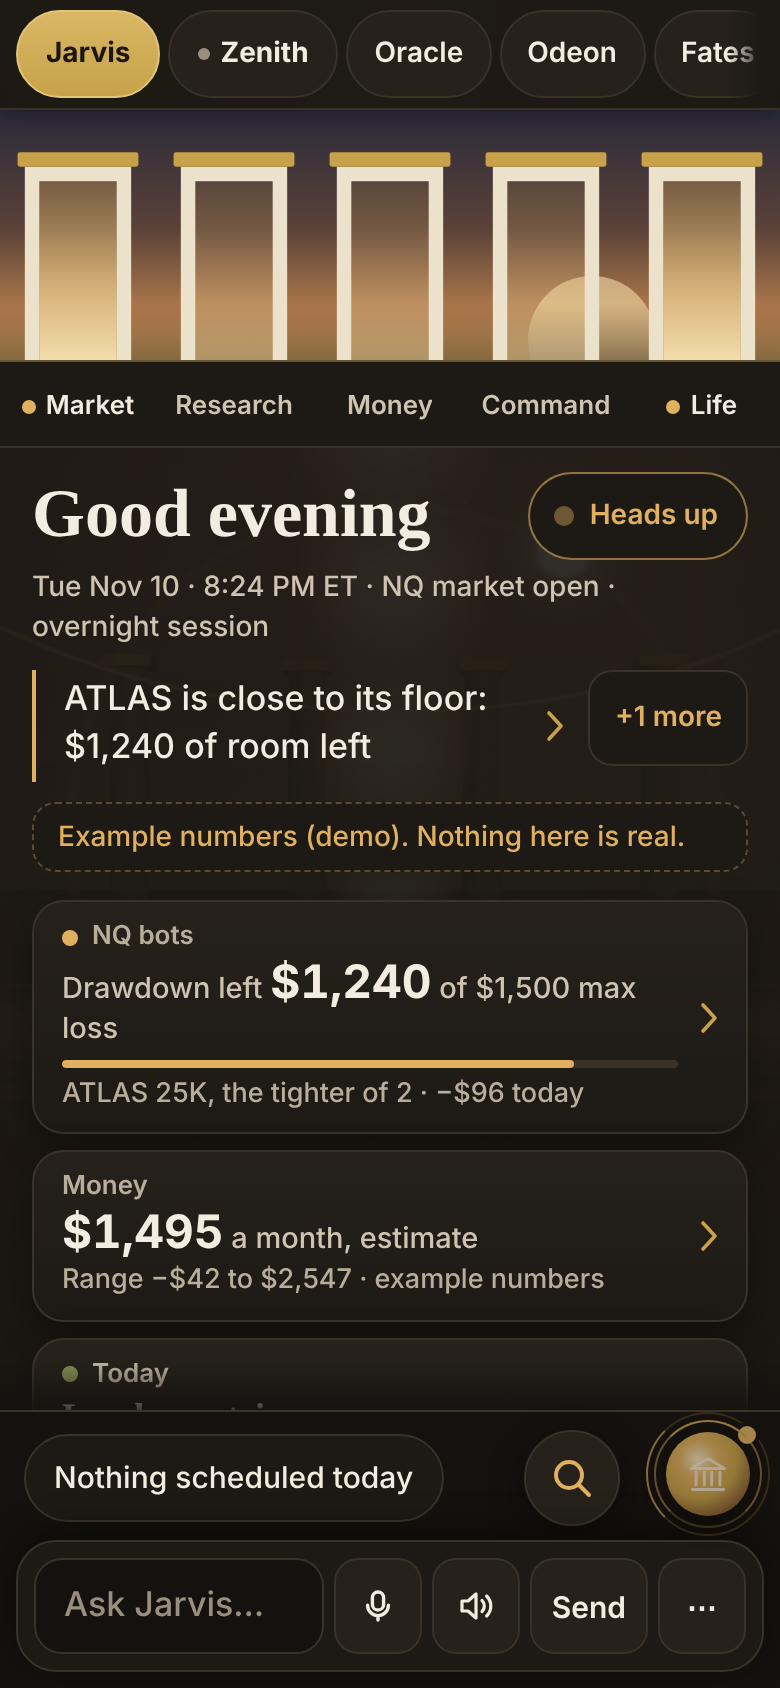 Jarvis
Zenith
Oracle
Odeon
Fates
Market
Research
Money
Command
Life
Good evening
Heads up
Tue Nov 10 · 8:24 PM ET · NQ market open ·
overnight session
ATLAS is close to its floor:
$1,240 of room left
+1 more
Example numbers (demo). Nothing here is real.
NQ bots
Drawdown left $1,240 of $1,500 max
loss
ATLAS 25K, the tighter of 2 · −$96 today
Money
$1,495 a month, estimate
Range −$42 to $2,547 · example numbers
Today
Nothing scheduled today
Ask Jarvis...
Send
...